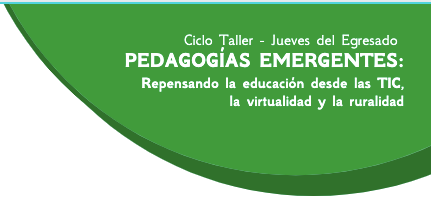 Ciclo Taller - Jueves del Egresado
PEDAGOGÍAS EMERGENTES:
Repensando la educación desde las TIC,
la virtualidad y la ruralidad